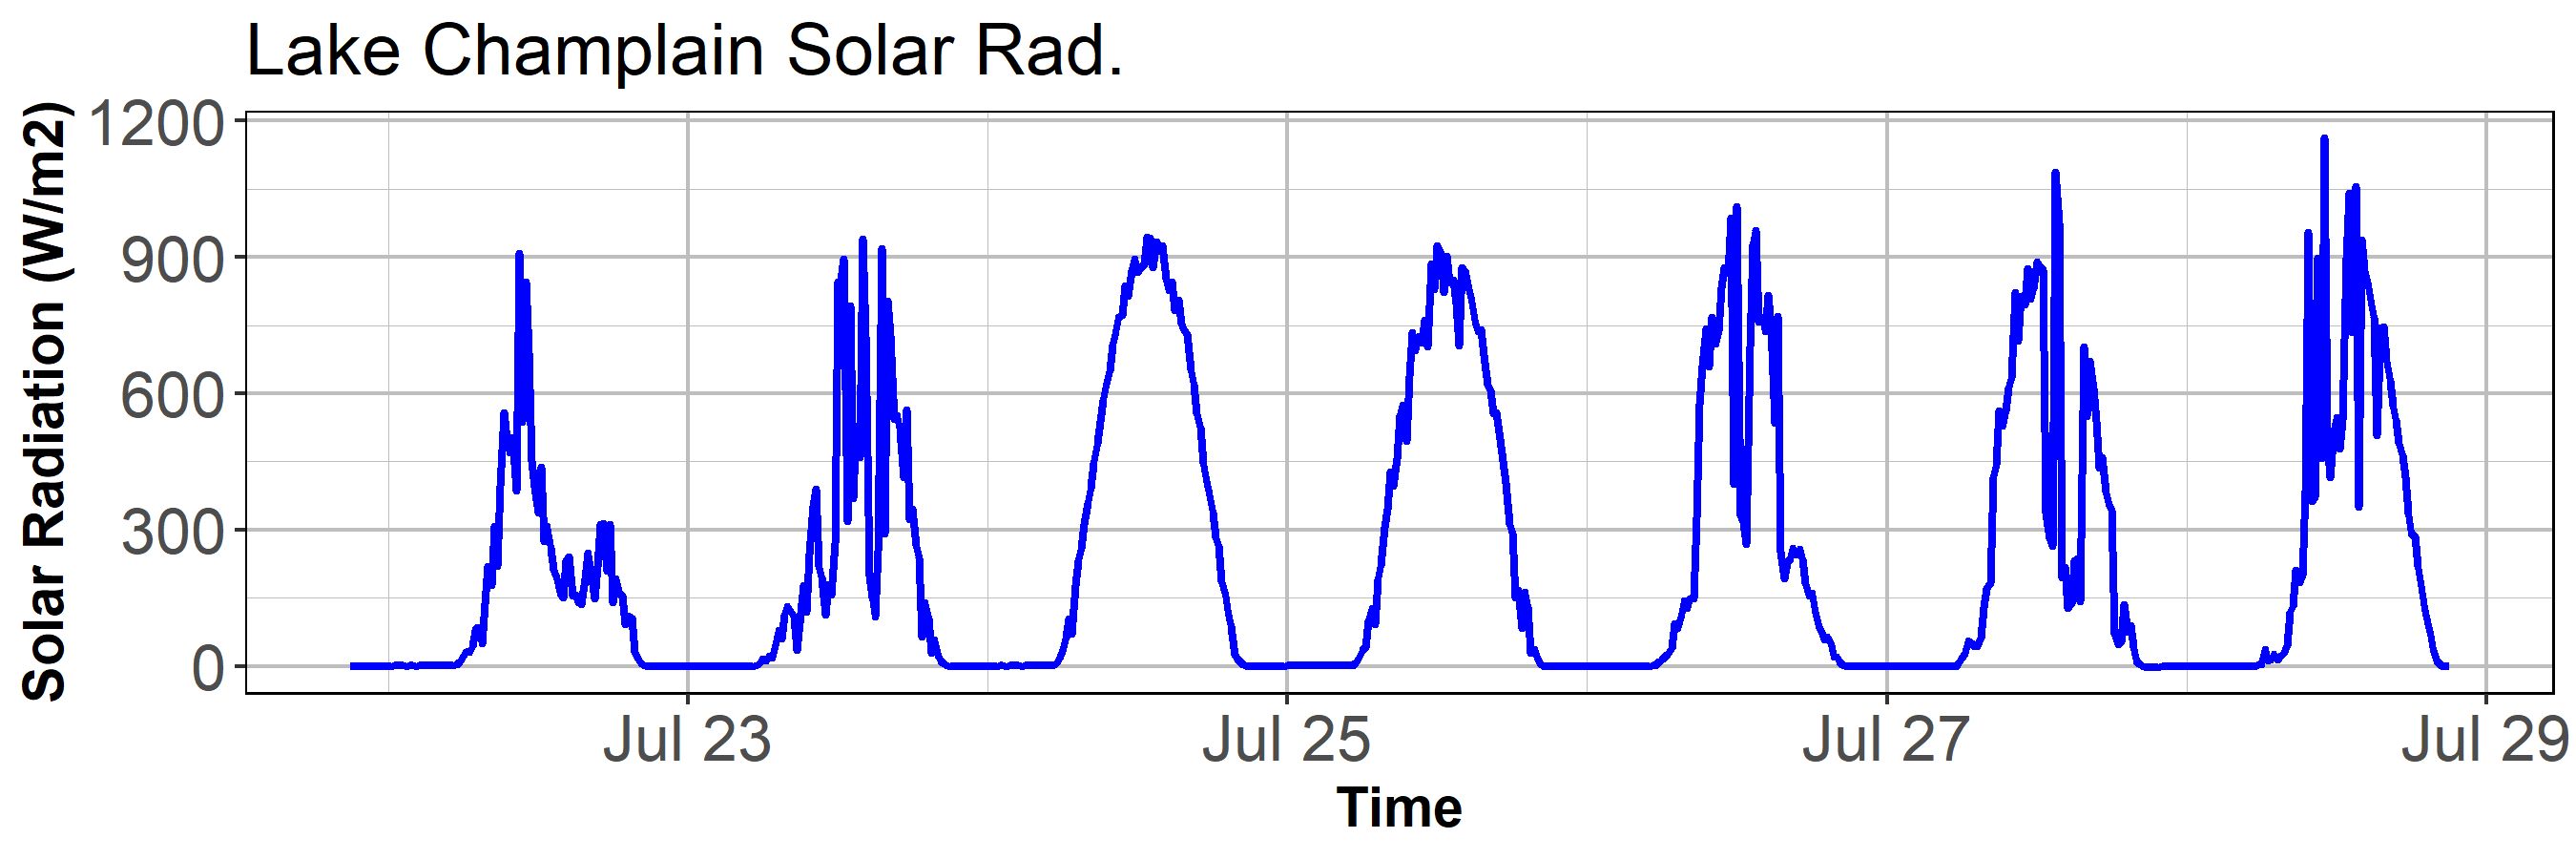 Lake Champlain Solar Rad.
Solar Radiation (W/m2)
1200
900
600
300
0
Jul 23
Jul 25
Jul 27
Jul 29
Time